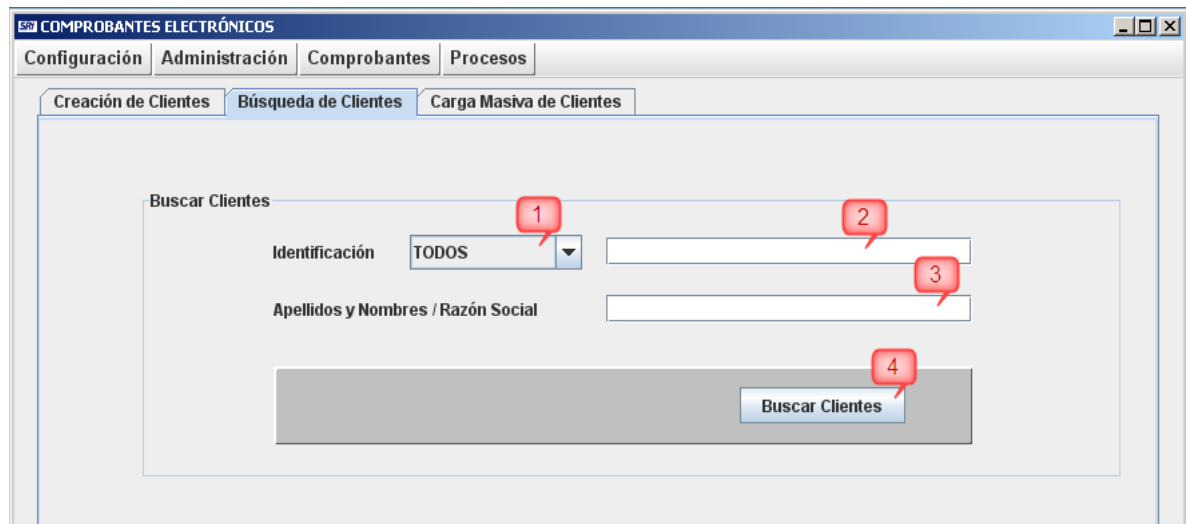 SRI COMPROBANTES ELECTRÓNICOS
Configuración Administración Comprobantes Procesos
Creación de Clientes Búsqueda de Clientes Carga Masiva de Clientes
Buscar Clientes
1
2
Identificación TODOS
3
Apellidos y Nombres / Razón Social
4
Buscar Clientes